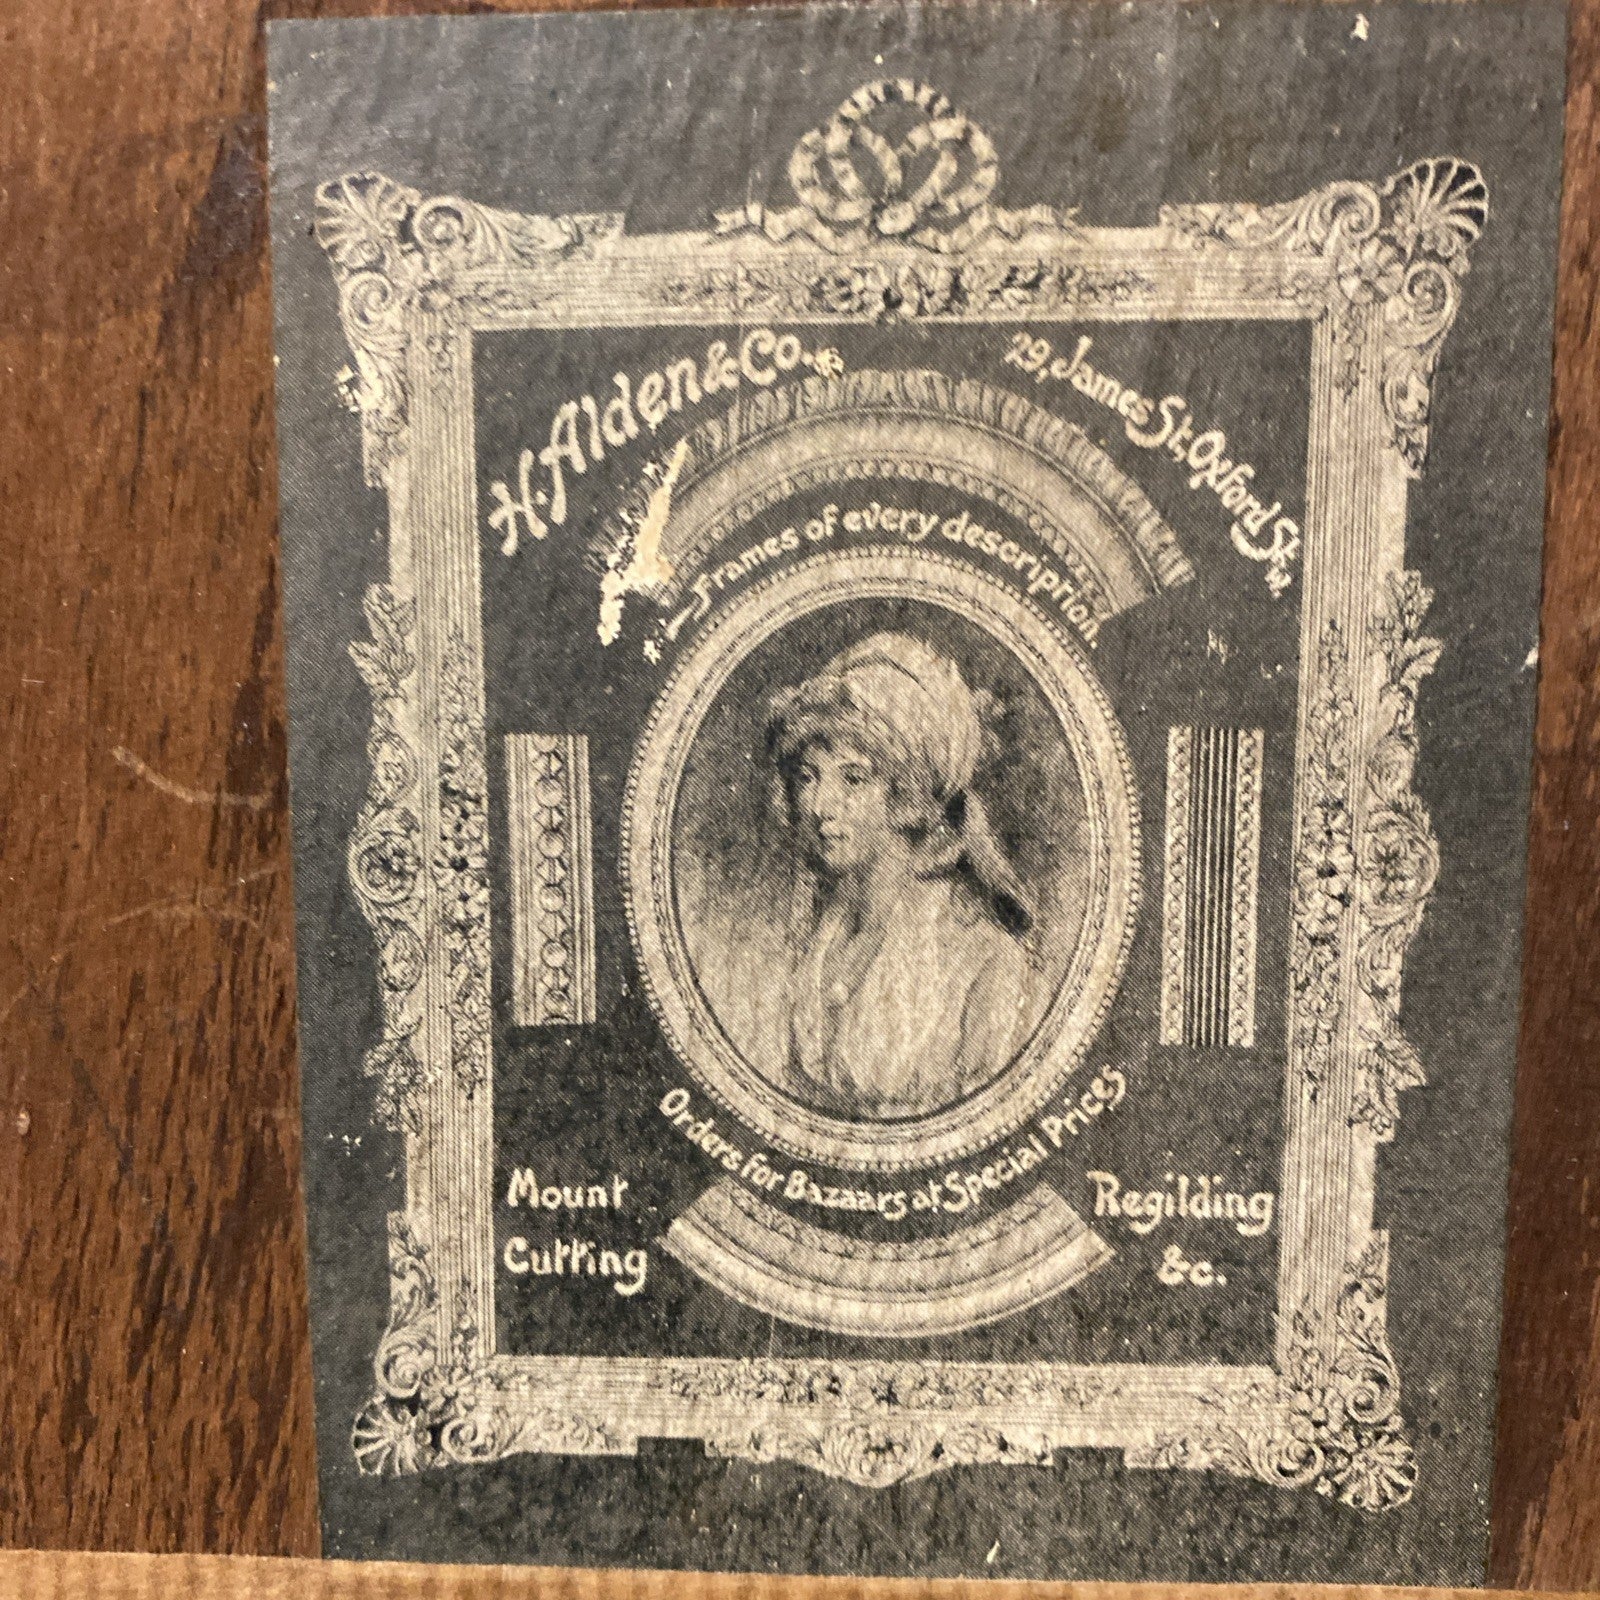 H. Alden & Co.
29, James St, Oxford St W.
Frames of every description.
Orders for Bazaars at Special Prices
Mount
Cutting
Regilding
&c.